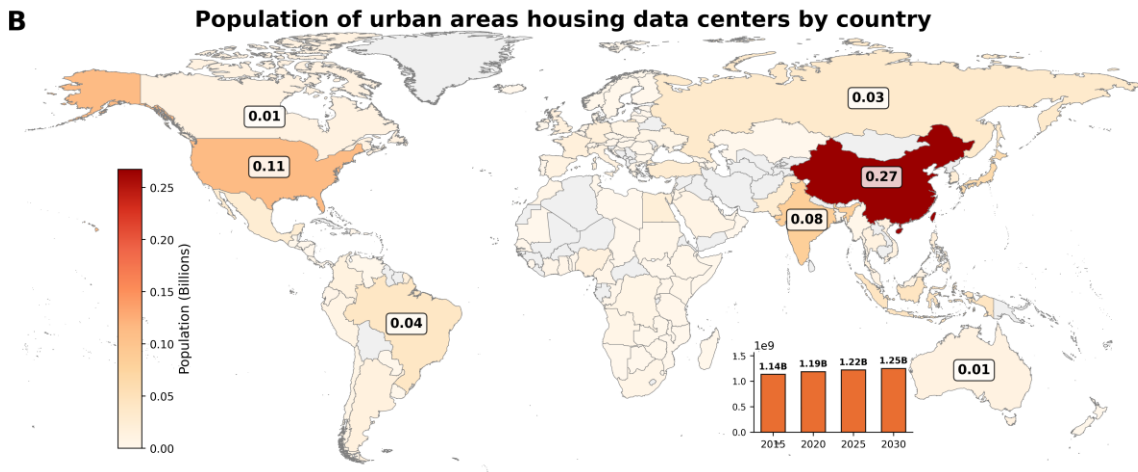 B
Population of urban areas housing data centers by country
0.01
0.03
0.11
0.27
0.08
0.04
0.01
0.25
0.20
0.15
0.10
0.05
0.00
Population (Billions)
1e9
1.5
1.0
0.5
0.0
1.14B 1.19B 1.22B 1.25B
2015 2020 2025 2030